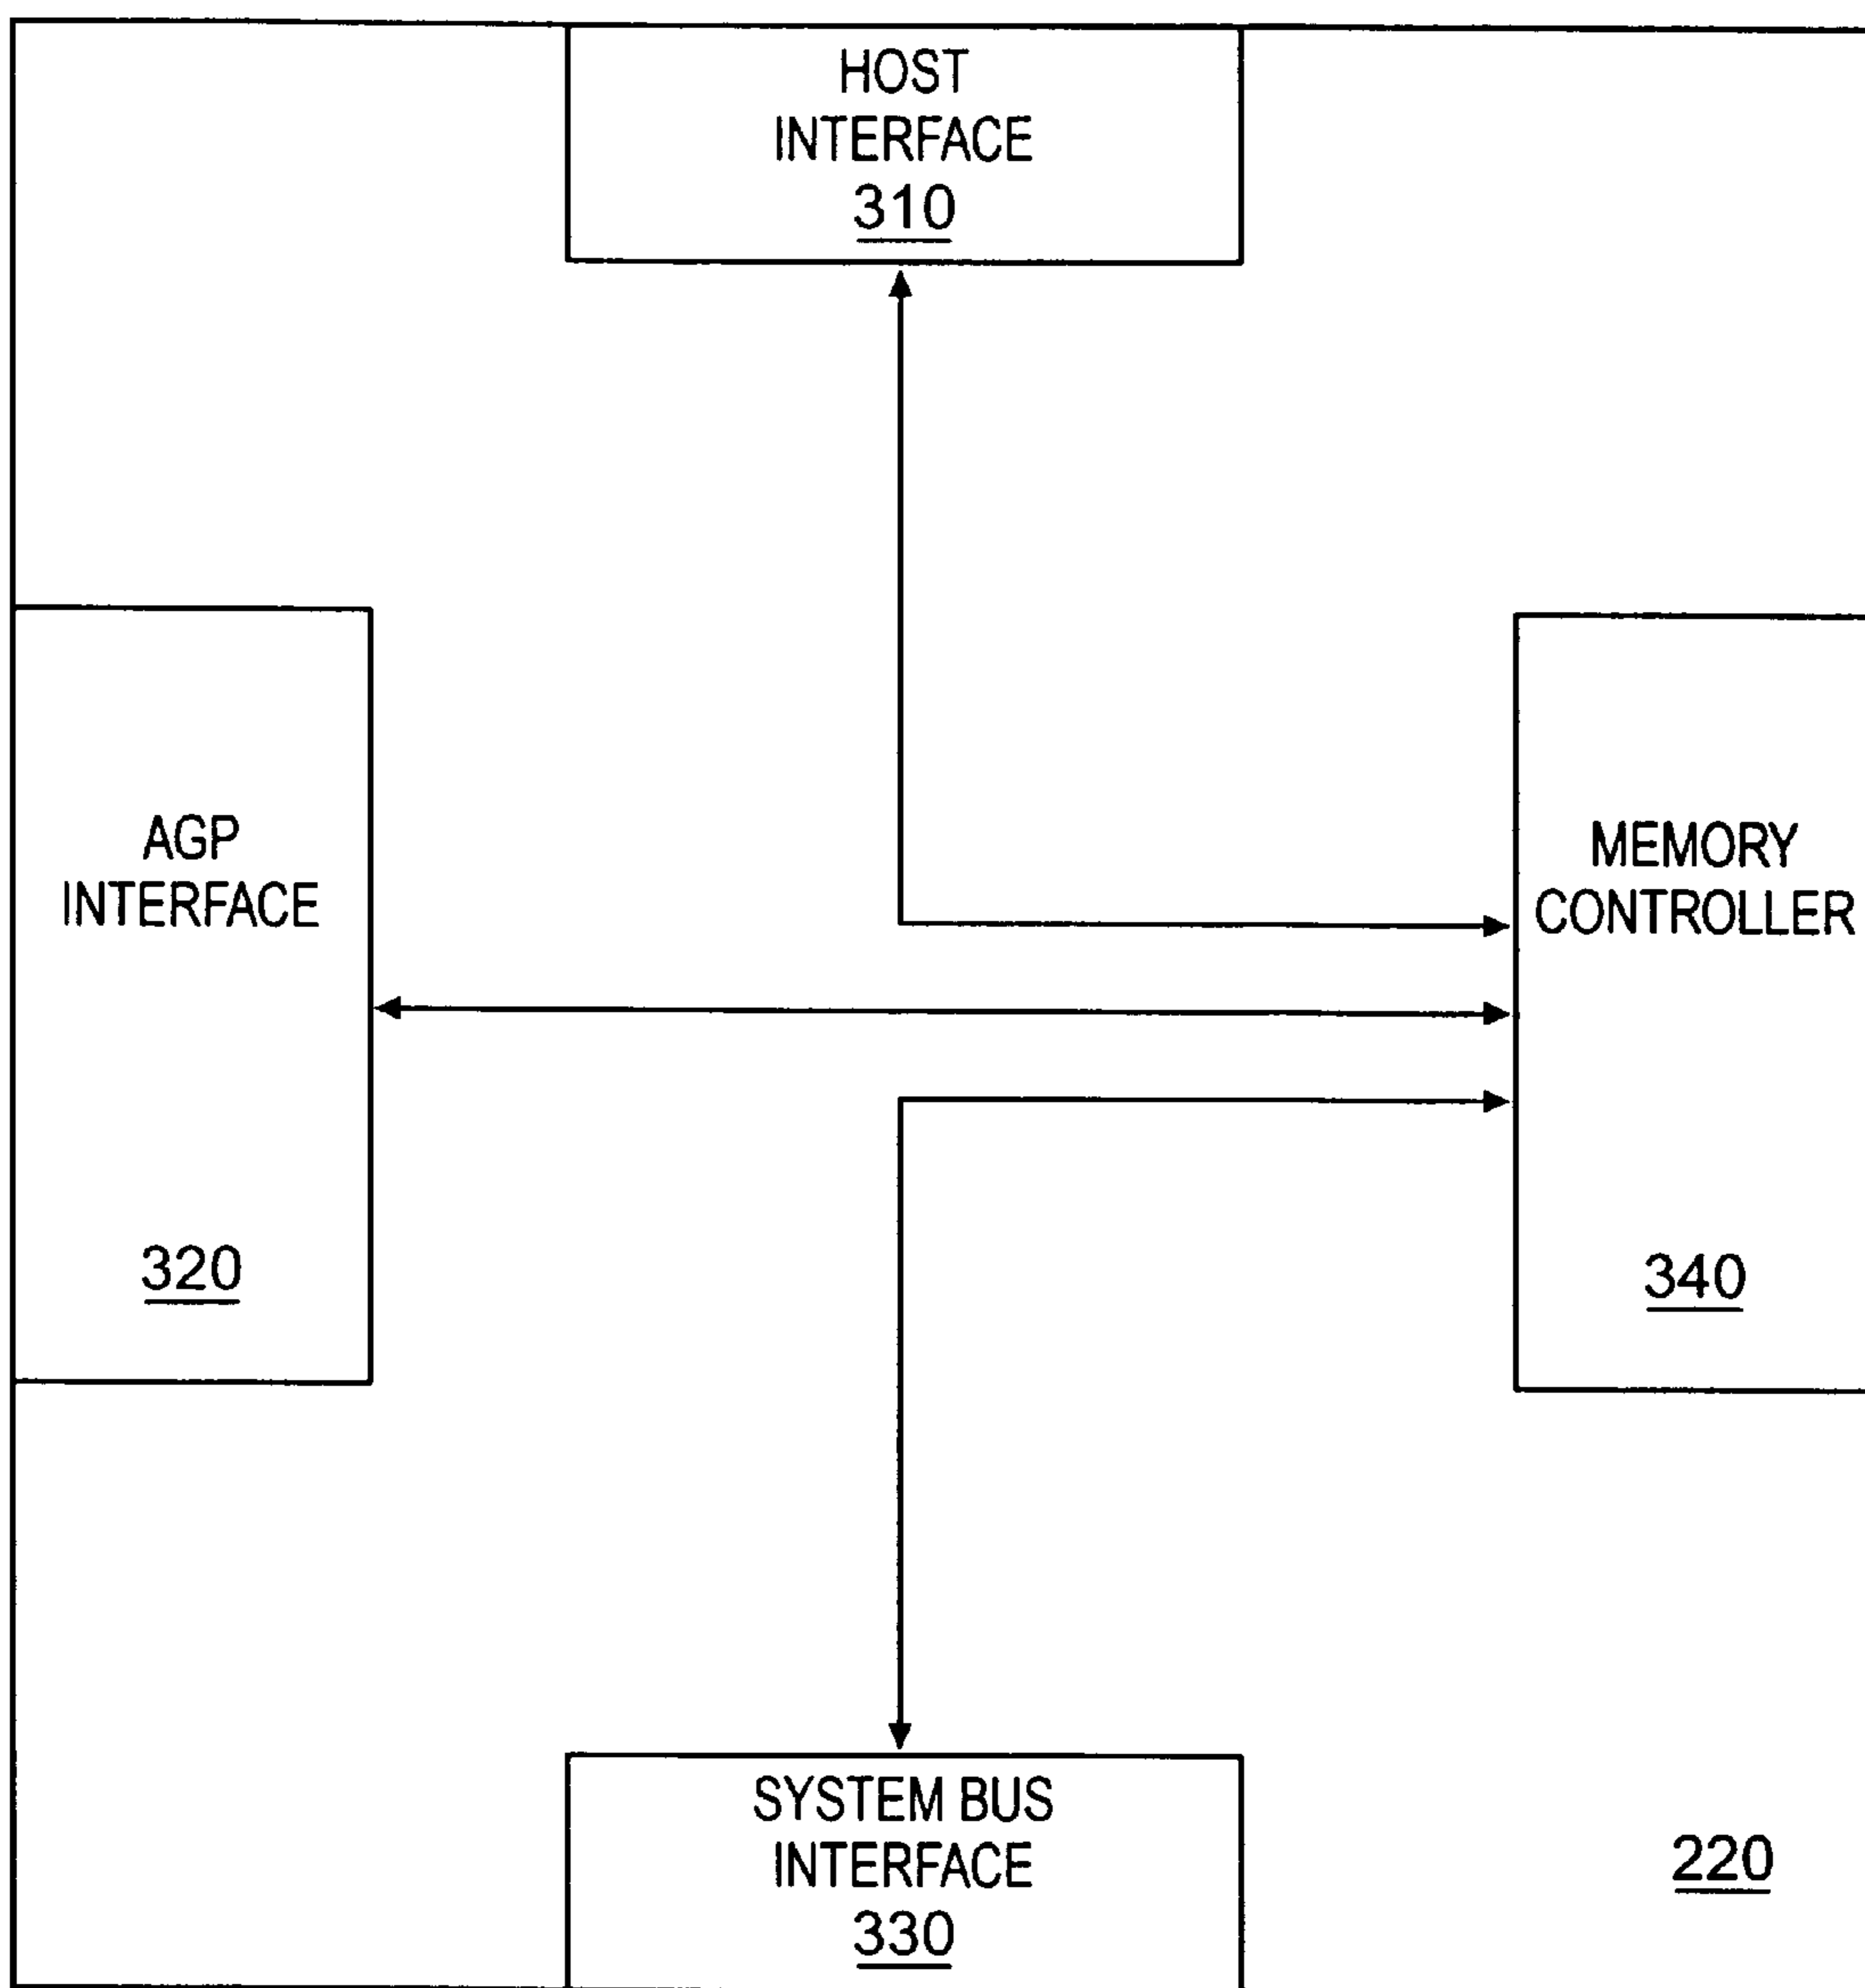 HOST
INTERFACE
310
AGP
INTERFACE
320
MEMORY
CONTROLLER
340
SYSTEM BUS
INTERFACE
330
220